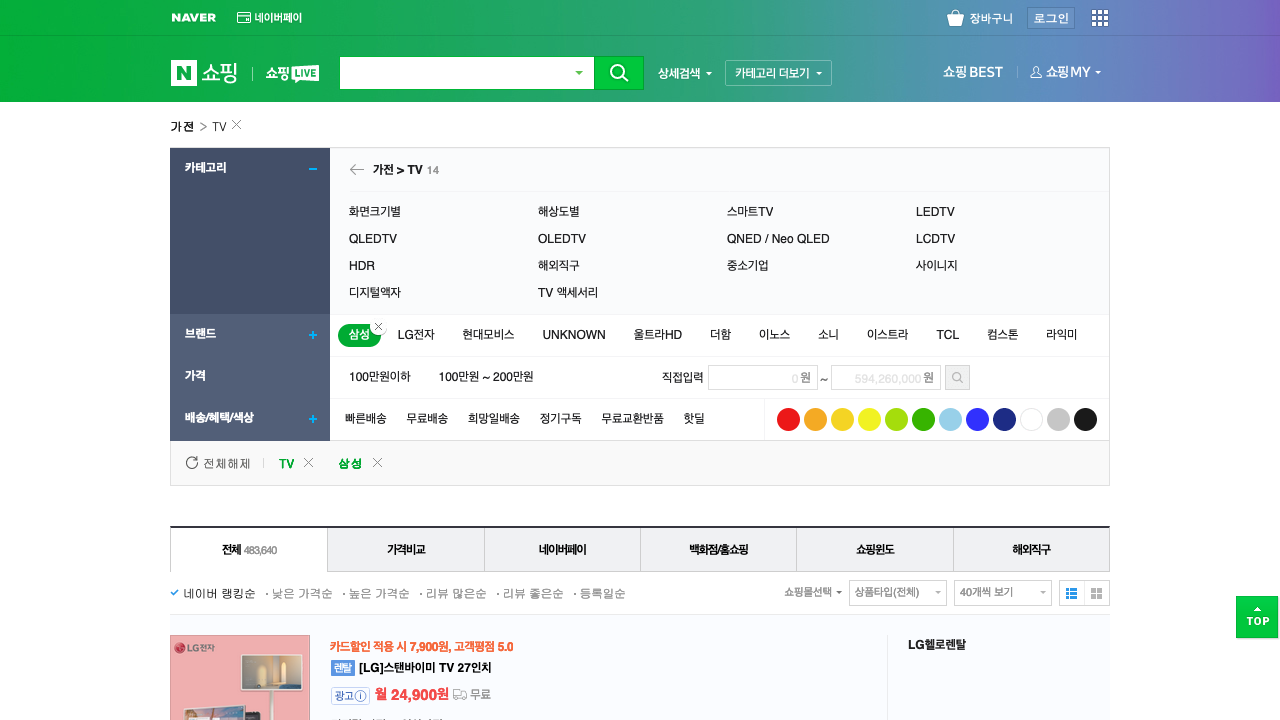 NAVER 네이버페이 장바구니 로그인
N 쇼핑 쇼핑 LIVE 상세검색 카테고리 더보기 쇼핑 BEST 쇼핑 MY
가전 > TV
카테고리 가전 > TV 14
화면크기별 해상도별 스마트TV LEDTV
QLEDTV OLEDTV QNED / Neo QLED LCDTV
HDR 해외직구 중소기업 사이니지
디지털액자 TV 액세서리
브랜드 삼성 LG전자 현대모비스 UNKNOWN 울트라HD 더함 이노스 소니 이스트라 TCL 컴스톤 라익미
가격 100만원이하 100만원 ~ 200만원 직접입력 0 원 ~ 594,260,000 원
배송/혜택/색상 빠른배송 무료배송 희망일배송 정기구독 무료교환반품 핫딜
전체해제 TV 삼성
전체 483,640 가격비교 네이버페이 백화점/홈쇼핑 쇼핑윈도 해외직구
네이버 랭킹순 낮은 가격순 높은 가격순 리뷰 많은순 리뷰 좋은순 등록일순 쇼핑몰선택 상품타입(전체) 40개씩 보기
TOP
LG전자 카드할인 적용 시 7,900원, 고객평점 5.0 LG헬로렌탈
렌탈 [LG]스탠바이미 TV 27인치
광고 월 24,900원 무료